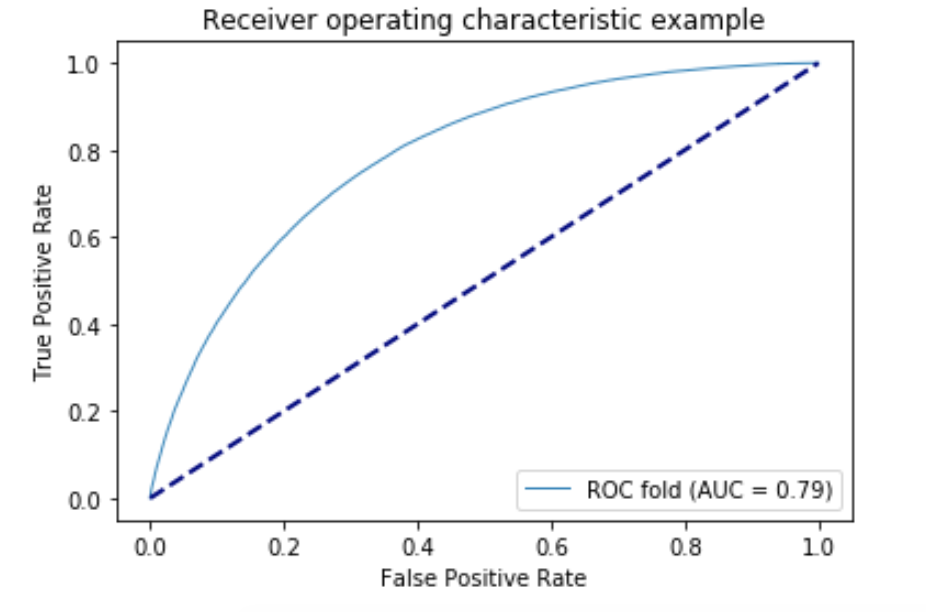 Receiver operating characteristic example
1.0
0.8
0.6
0.4
0.2
0.0
True Positive Rate
ROC fold (AUC = 0.79)
0.0 0.2 0.4 0.6 0.8 1.0
False Positive Rate